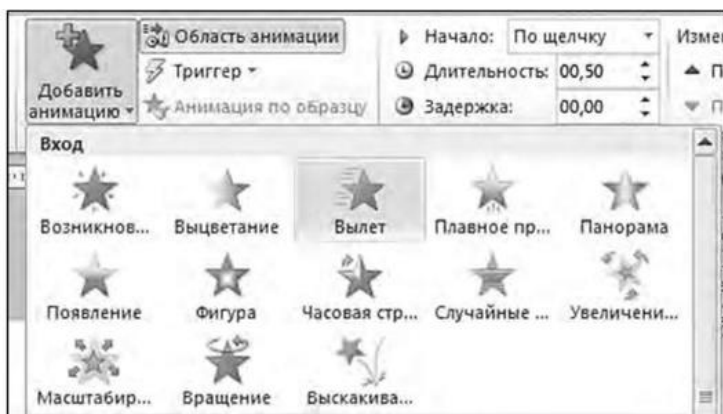 Добавить анимацию
Область анимации
Триггер
Анимация по образцу
Начало: По щелчку
Длительность: 00,50
Задержка: 00,00
Вход
Возникнов... Выцветание Вылет Плавное пр... Панорама
Появление Фигура Часовая стр... Случайные ... Увеличени...
Масштабир... Вращение Выскакива...